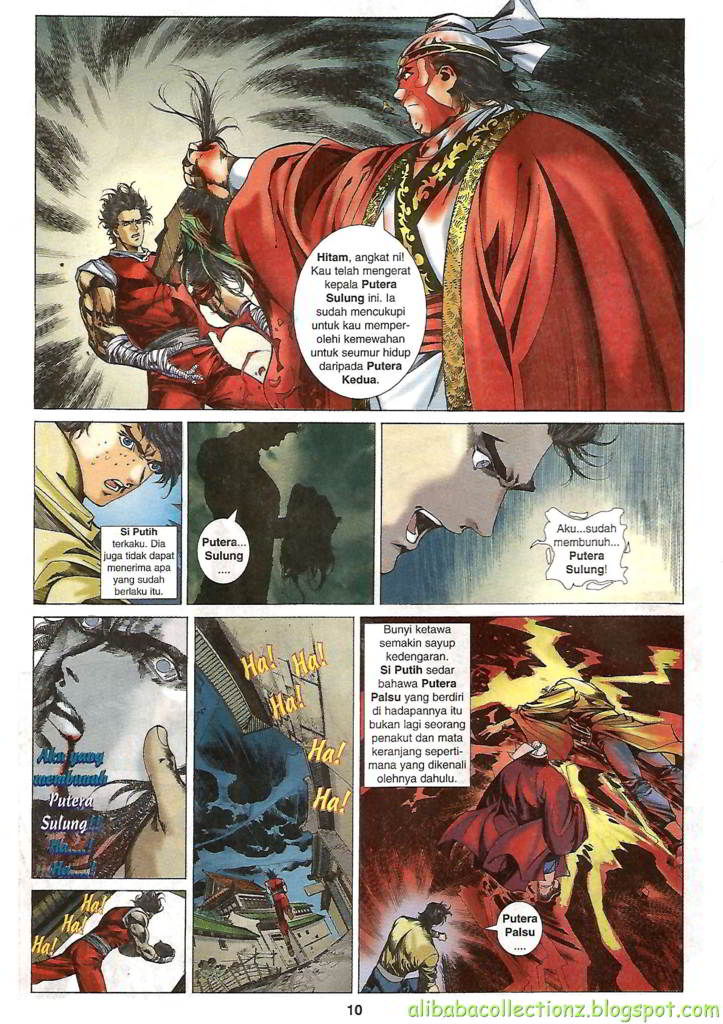 Hitam, angkat ni!
Kau telah mengerat
kepala Putera
Sulung ini. Ia
sudah mencukupi
untuk kau memper-
olehi kemewahan
untuk seumur hidup
daripada Putera
Kedua.
Si Putih
terkaku. Dia
juga tidak dapat
menerima apa
yang sudah
berlaku itu.
Putera...
Sulung
....
Aku...sudah
membunuh...
Putera
Sulung!
Aku yang
membunuh
Putera
Sulung!!
Ha....!
Ha....!
Ha!
Ha!
Ha!
Ha!
Ha!
Ha!
Ha!
Ha!
Bunyi ketawa
semakin sayup
kedengaran.
Si Putih sedar
bahawa Putera
Palsu yang berdiri
di hadapannya itu
bukan lagi seorang
penakut dan mata
keranjang seperti-
mana yang dikenali
olehnya dahulu.
Putera
Palsu
....
10
alibabacollectionz.blogspot.com